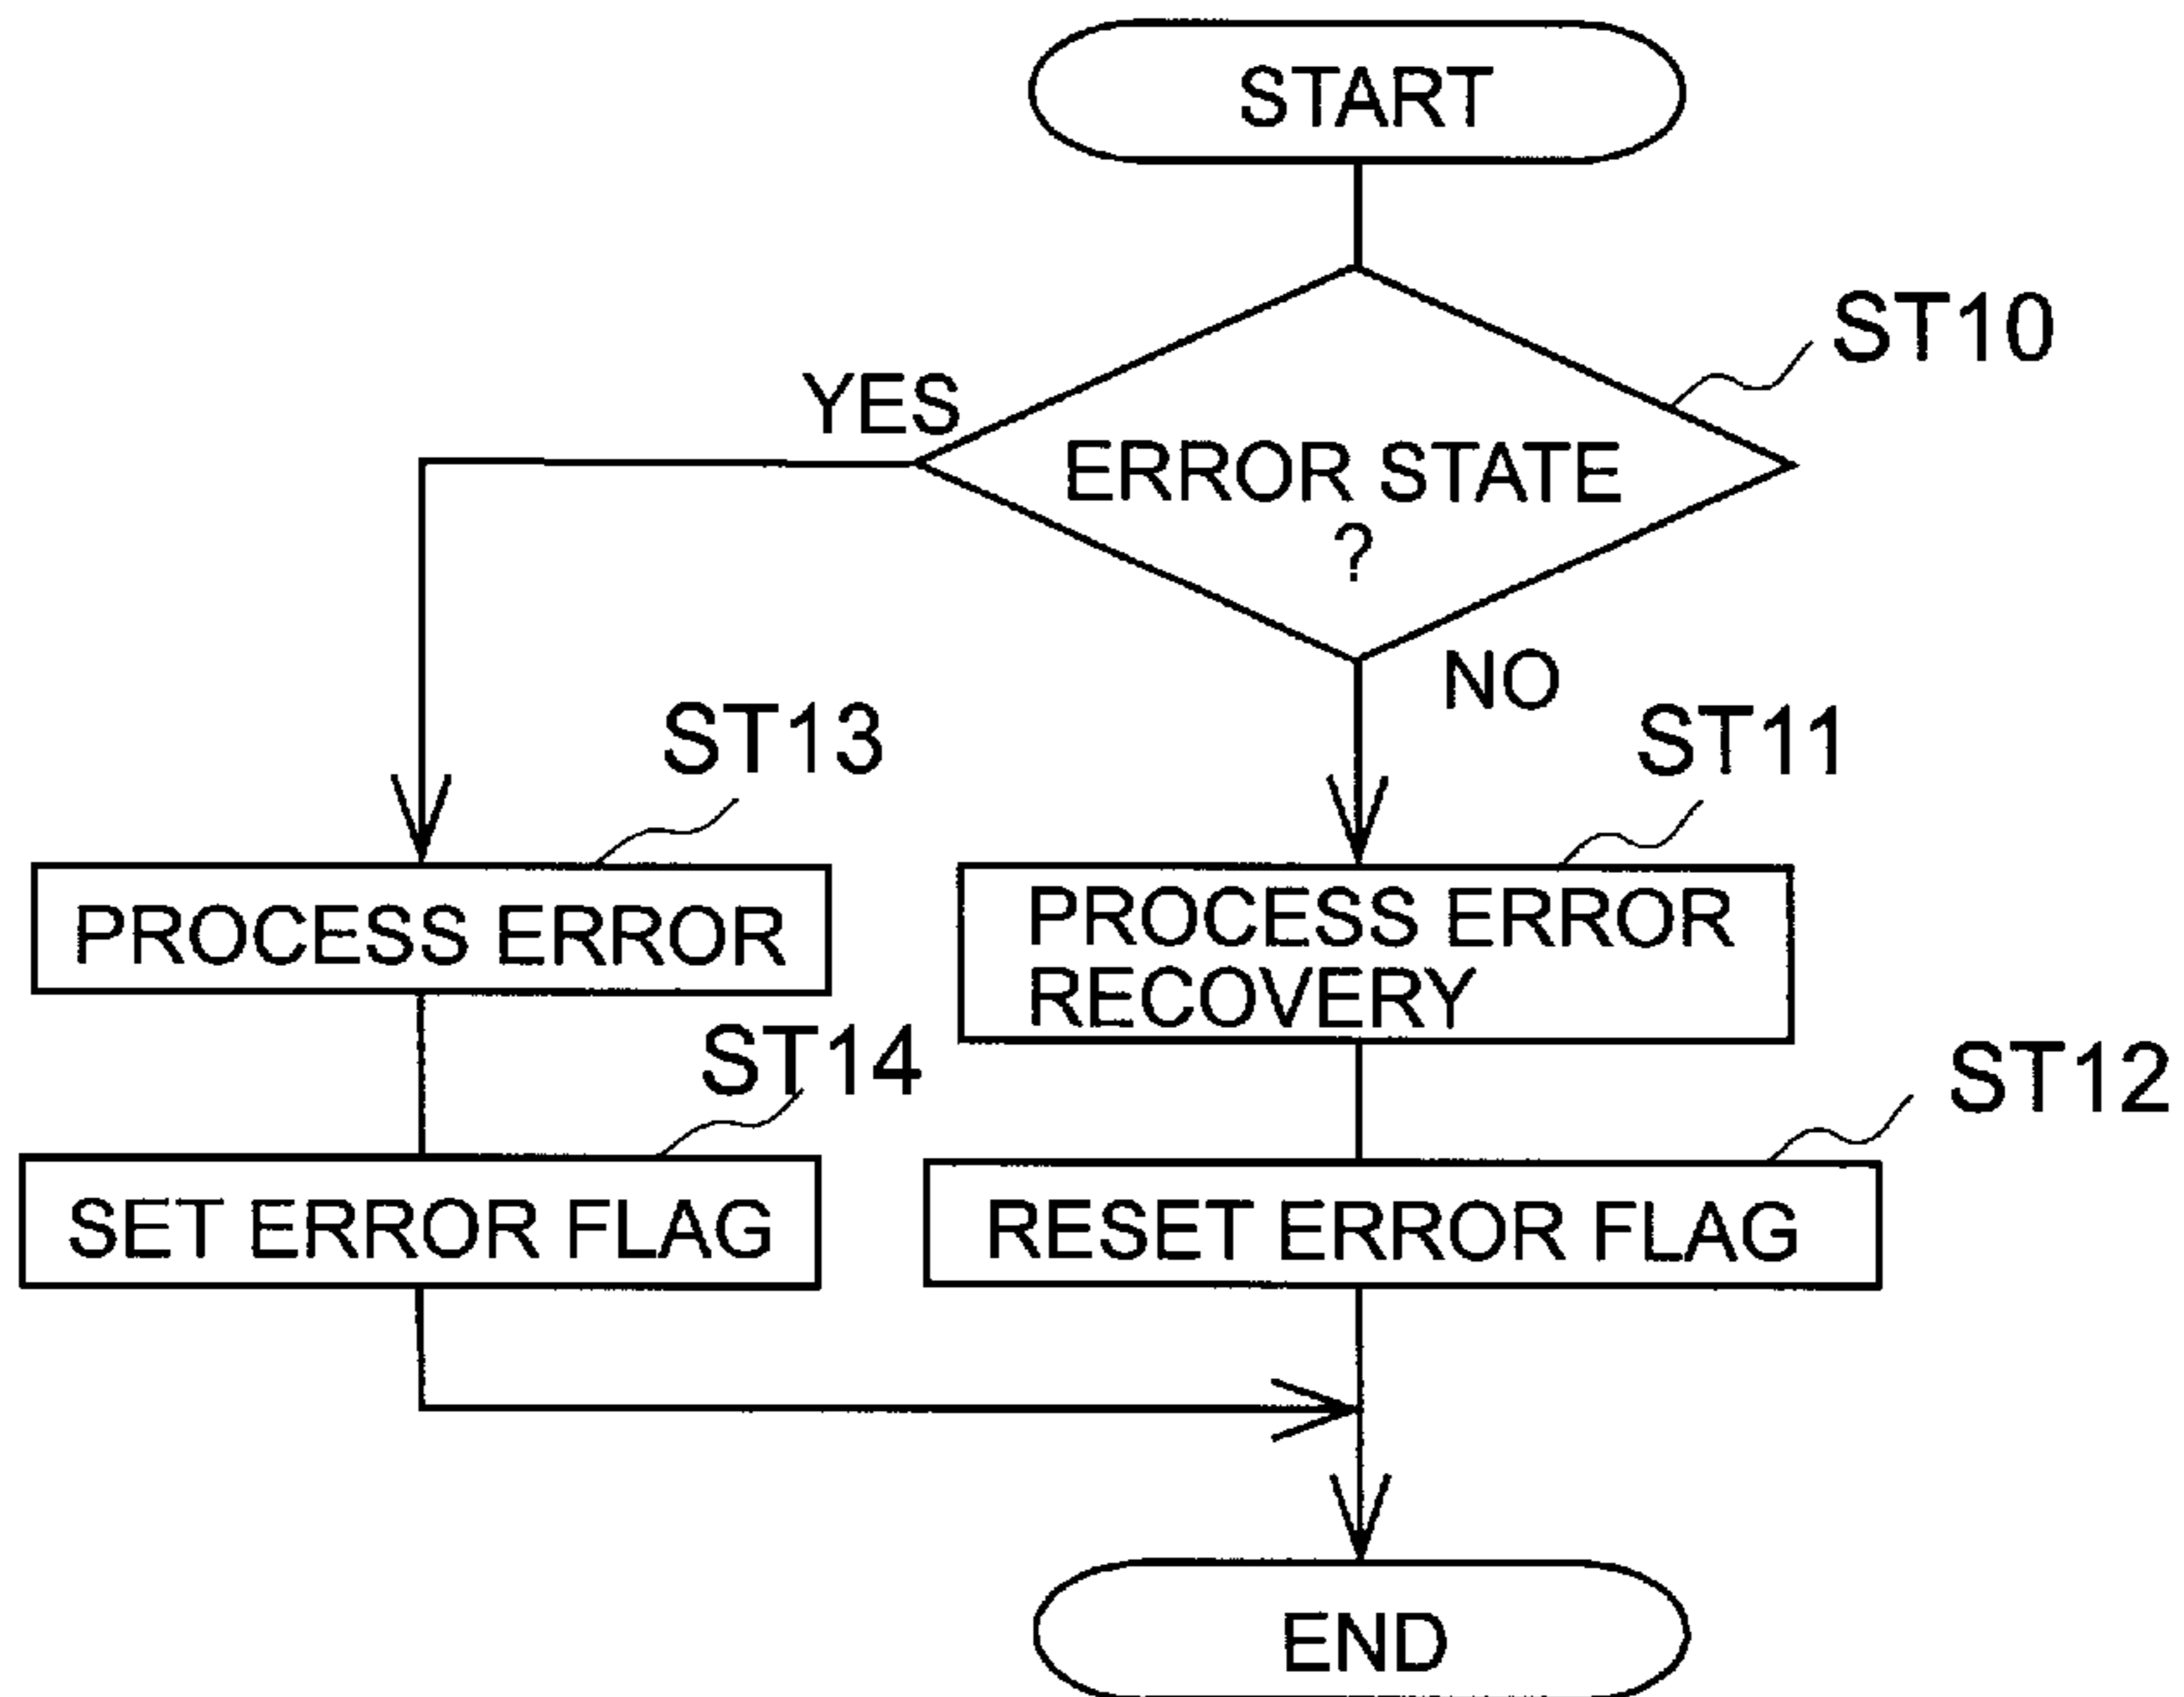 START
ST10
YES
ERROR STATE
?
NO
ST13
ST11
PROCESS ERROR
PROCESS ERROR
RECOVERY
ST14
ST12
SET ERROR FLAG
RESET ERROR FLAG
END